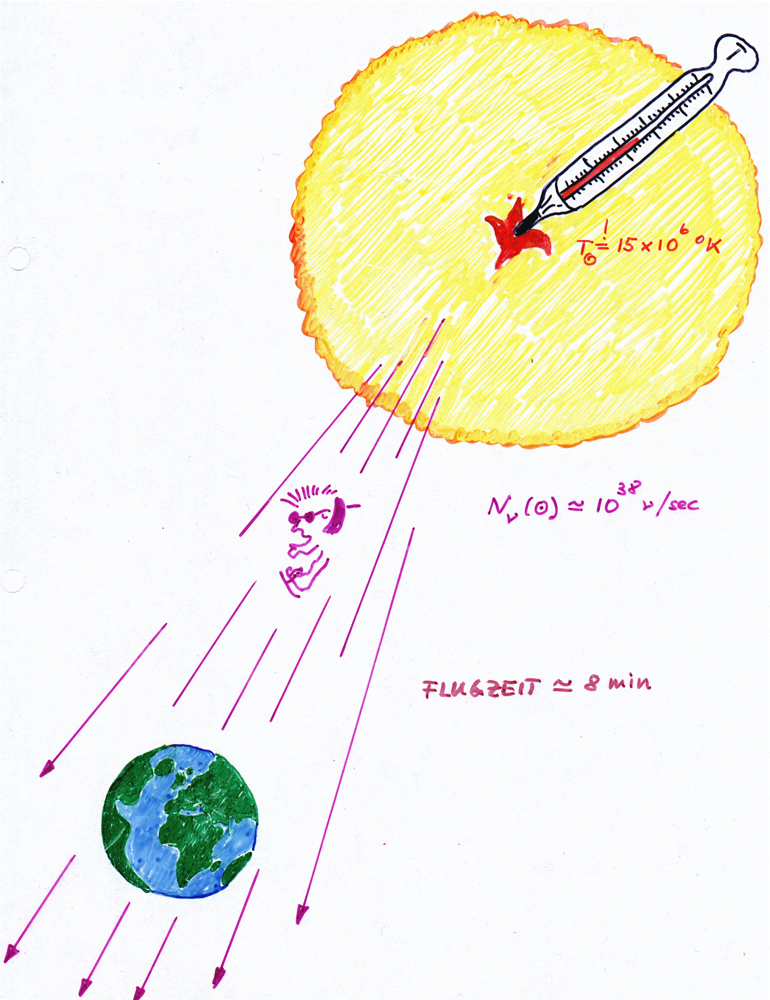 T☉ ≟ 15 × 10⁶ °K
N_ν (☉) ≃ 10³⁸ ν/sec
FLUGZEIT ≃ 8 min